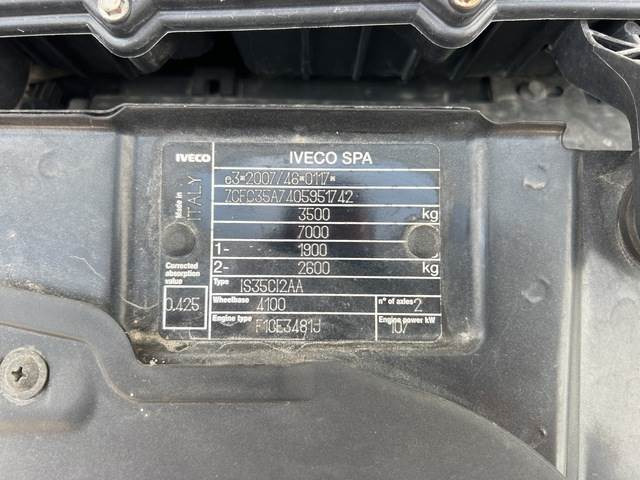 IVECO IVECO SPA
e3*2007/46*0117*
ZCFC35A7405951742
Made in ITALY
3500 kg
7000
1- 1900
2- 2600 kg
Corrected absorption value
0.425
Type IS35CI2AA
Wheelbase 4100 n° of axles 2
Engine type F1CE3481J Engine power kW 107